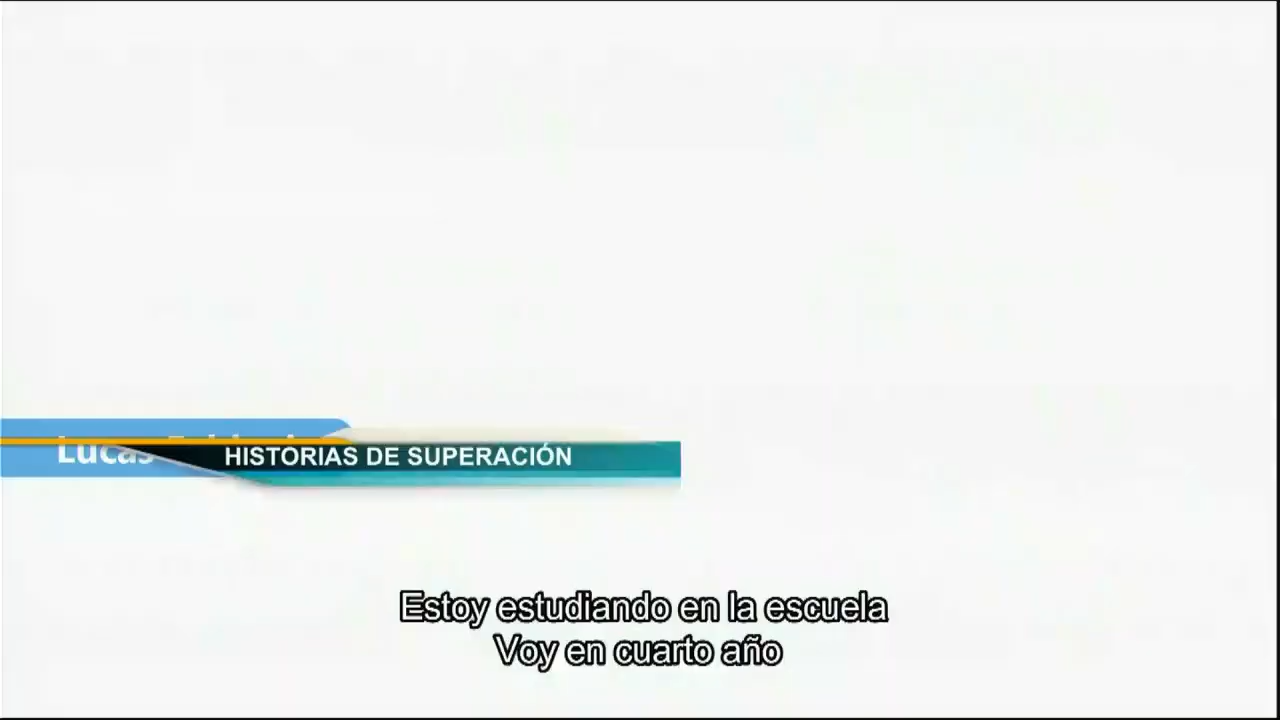 Lucas
HISTORIAS DE SUPERACIÓN
Estoy estudiando en la escuela
Voy en cuarto año